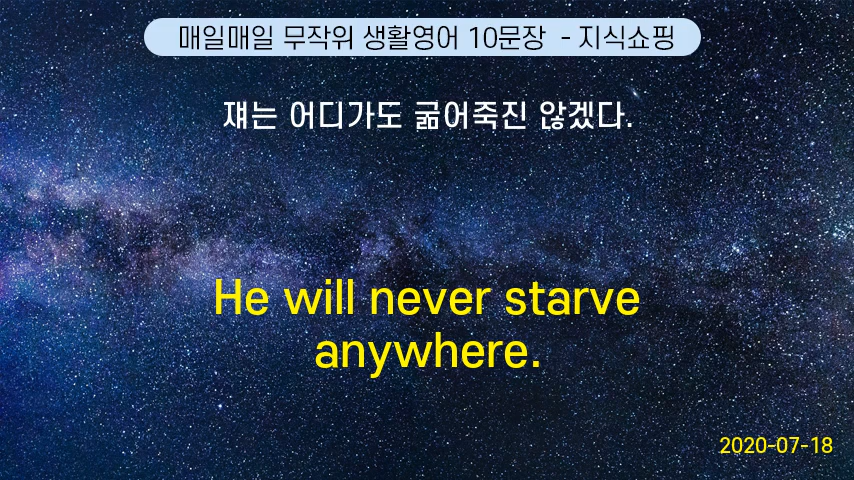 매일매일 무작위 생활영어 10문장 - 지식쇼핑
쟤는 어디가도 굶어죽진 않겠다.
He will never starve
anywhere.
2020-07-18